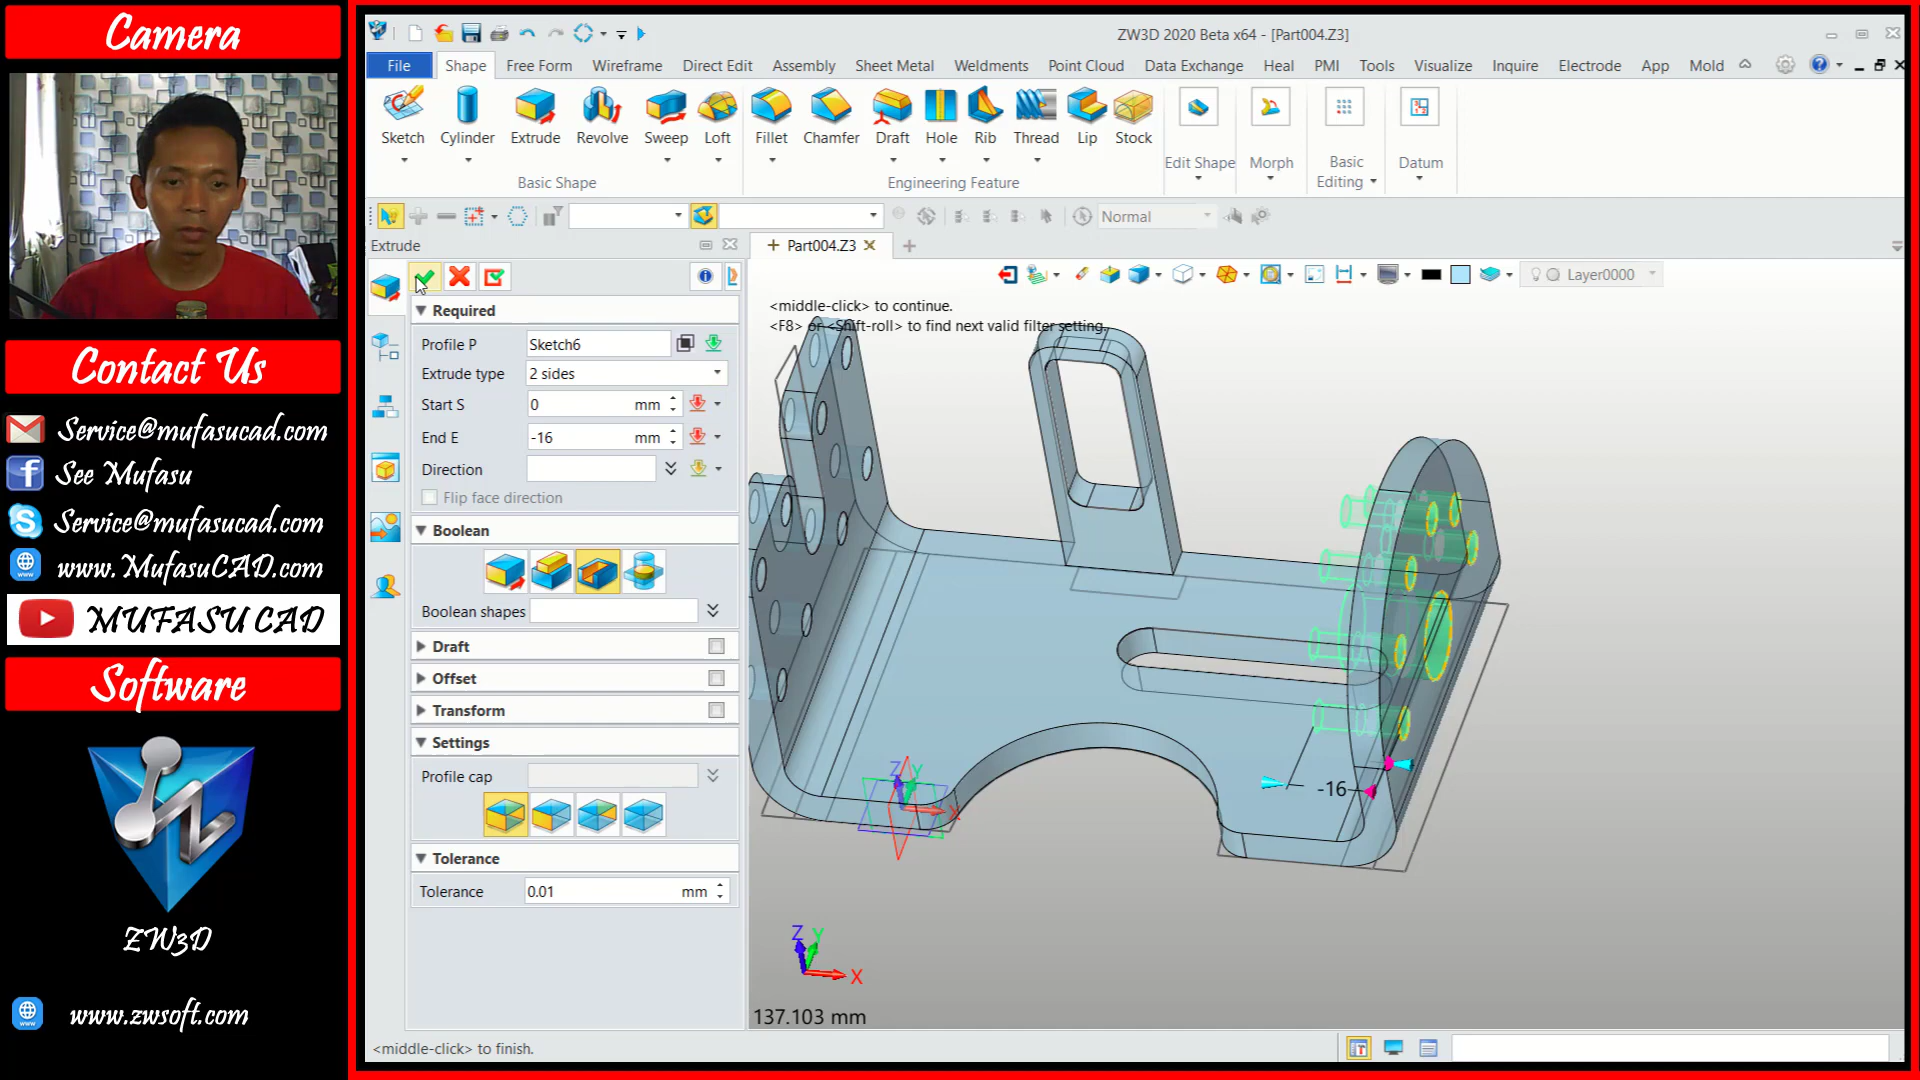 Camera
Contact Us
Service@mufasucad.com
See Mufasu
Service@mufasucad.com
www.MufasuCAD.com
MUFASU CAD
Software
ZW3D
www.zwsoft.com
ZW3D 2020 Beta x64 - [Part004.Z3]
File
Shape
Free Form
Wireframe
Direct Edit
Assembly
Sheet Metal
Weldments
Point Cloud
Data Exchange
Heal
PMI
Tools
Visualize
Inquire
Electrode
App
Mold
Sketch
Cylinder
Extrude
Revolve
Sweep
Loft
Fillet
Chamfer
Draft
Hole
Rib
Thread
Lip
Stock
Edit Shape
Morph
Basic
Editing
Datum
Basic Shape
Engineering Feature
Normal
Extrude
Part004.Z3
Layer0000
Required
Profile P
Sketch6
Extrude type
2 sides
Start S
0 mm
End E
-16 mm
Direction
Flip face direction
Boolean
Boolean shapes
Draft
Offset
Transform
Settings
Profile cap
Tolerance
Tolerance
0.01 mm
<middle-click> to continue.
<F8> or <Shift-roll> to find next valid filter setting.
-16
Z
Y
X
Z
Y
X
137.103 mm
<middle-click> to finish.